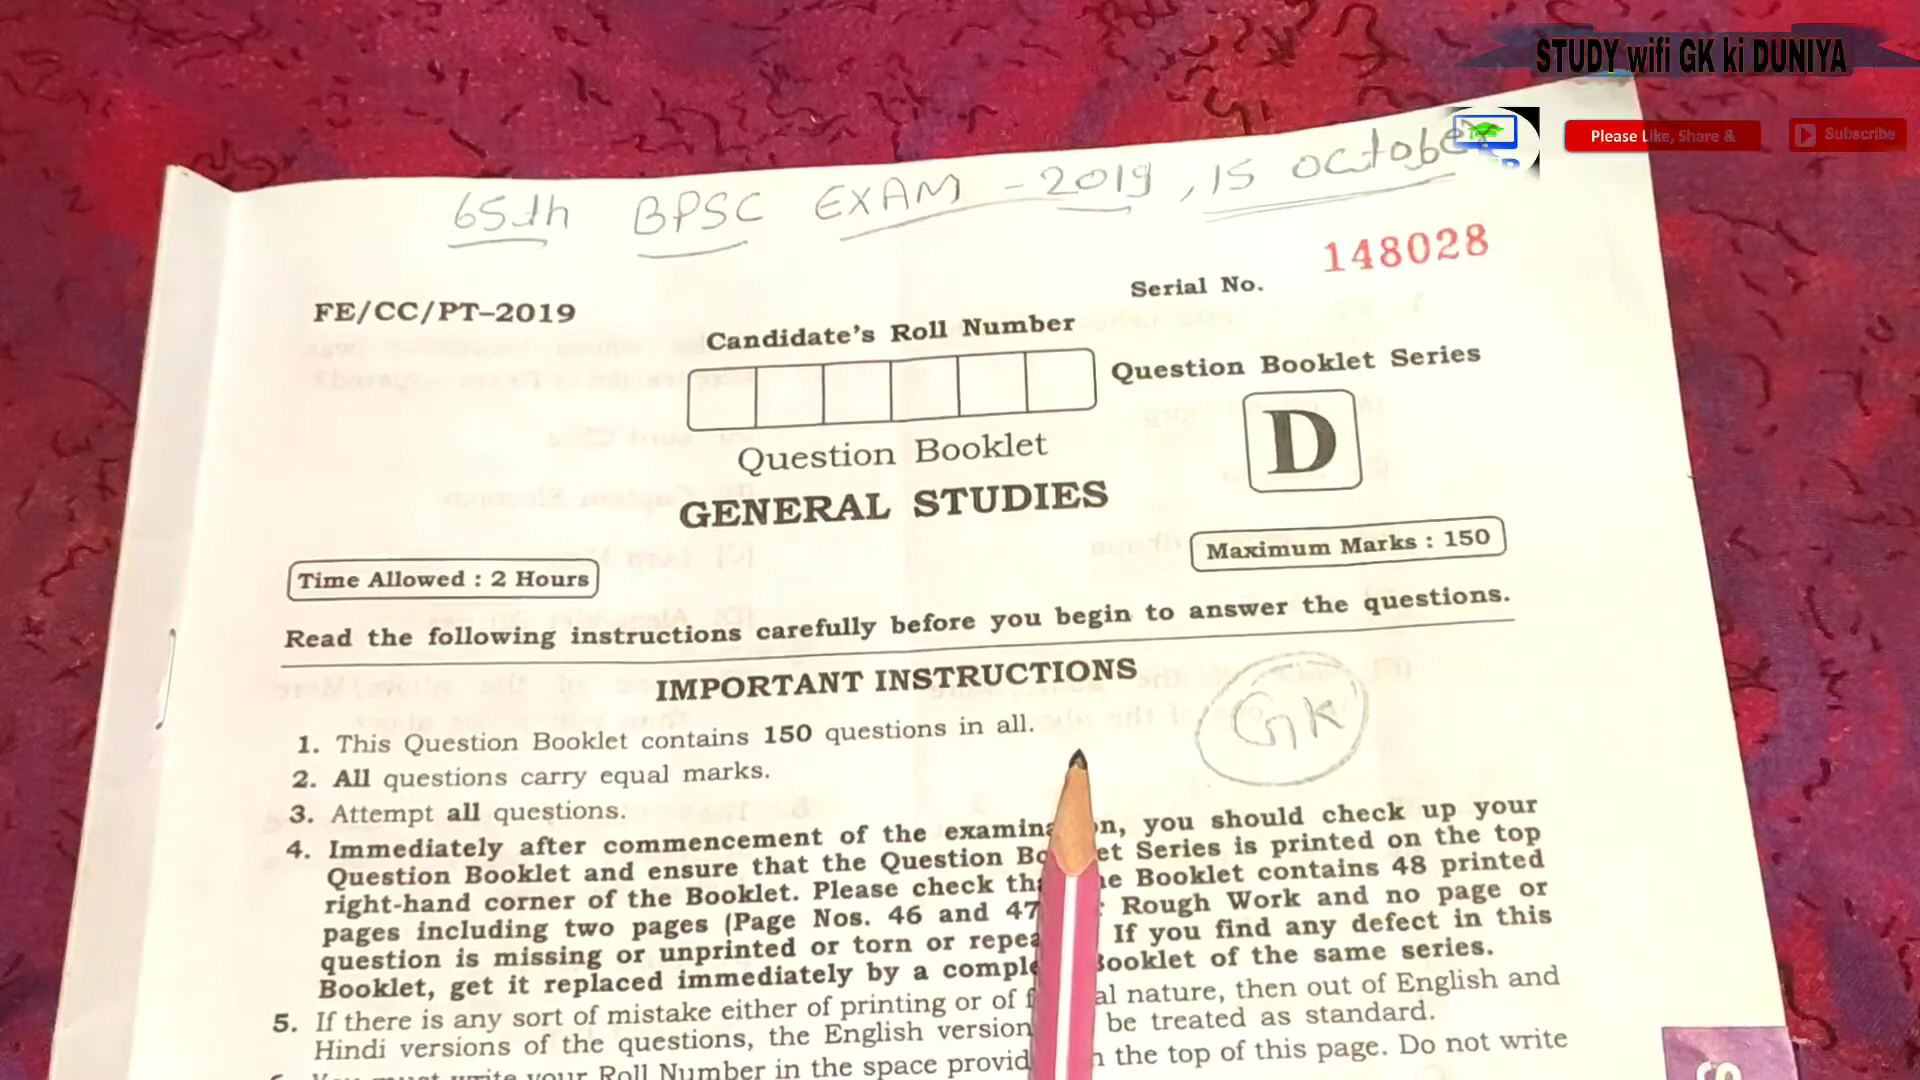 STUDY wifi GK ki DUNIYA
Please Like, Share &
Subscribe
65th BPSC EXAM - 2019, 15 October
148028
Serial No.
FE/CC/PT–2019
Candidate's Roll Number
Question Booklet Series
D
Question Booklet
GENERAL STUDIES
Time Allowed : 2 Hours
Maximum Marks : 150
Read the following instructions carefully before you begin to answer the questions.
IMPORTANT INSTRUCTIONS
GK
1. This Question Booklet contains 150 questions in all.
2. All questions carry equal marks.
3. Attempt all questions.
4. Immediately after commencement of the examin n, you should check up your
Question Booklet and ensure that the Question Bo et Series is printed on the top
right-hand corner of the Booklet. Please check th e Booklet contains 48 printed
pages including two pages (Page Nos. 46 and 47 Rough Work and no page or
question is missing or unprinted or torn or repea If you find any defect in this
Booklet, get it replaced immediately by a comple Booklet of the same series.
5. If there is any sort of mistake either of printing or of f al nature, then out of English and
Hindi versions of the questions, the English version be treated as standard.
your Roll Number in the space provid the top of this page. Do not write